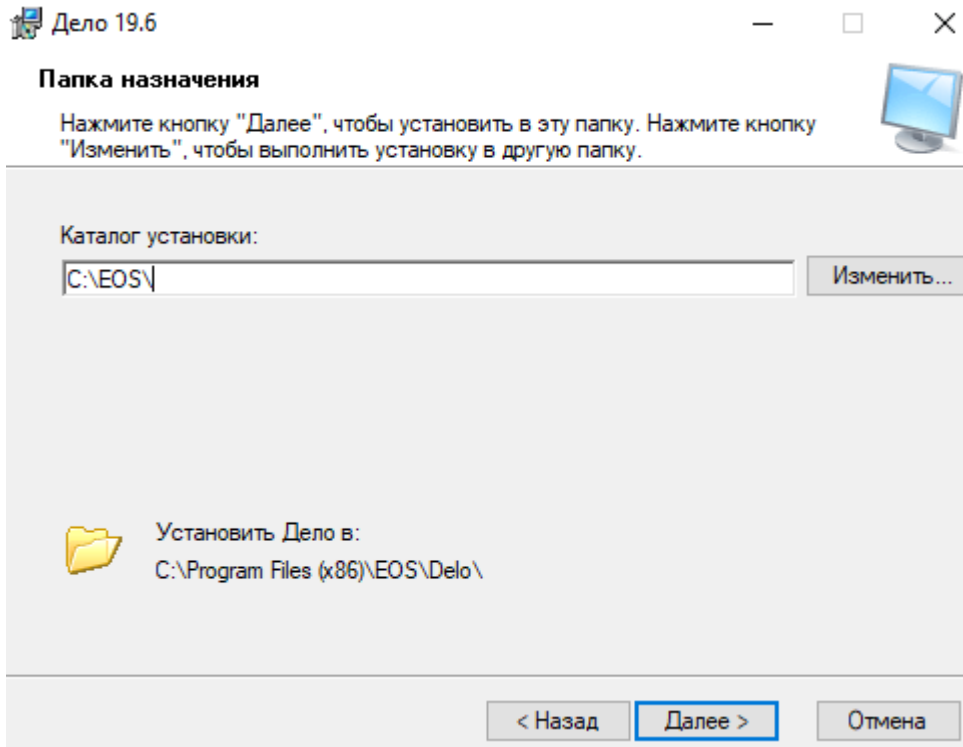 Дело 19.6
Папка назначения
Нажмите кнопку "Далее", чтобы установить в эту папку. Нажмите кнопку
"Изменить", чтобы выполнить установку в другую папку.
Каталог установки:
C:\EOS\
Изменить...
Установить Дело в:
C:\Program Files (x86)\EOS\Delo\
< Назад
Далее >
Отмена